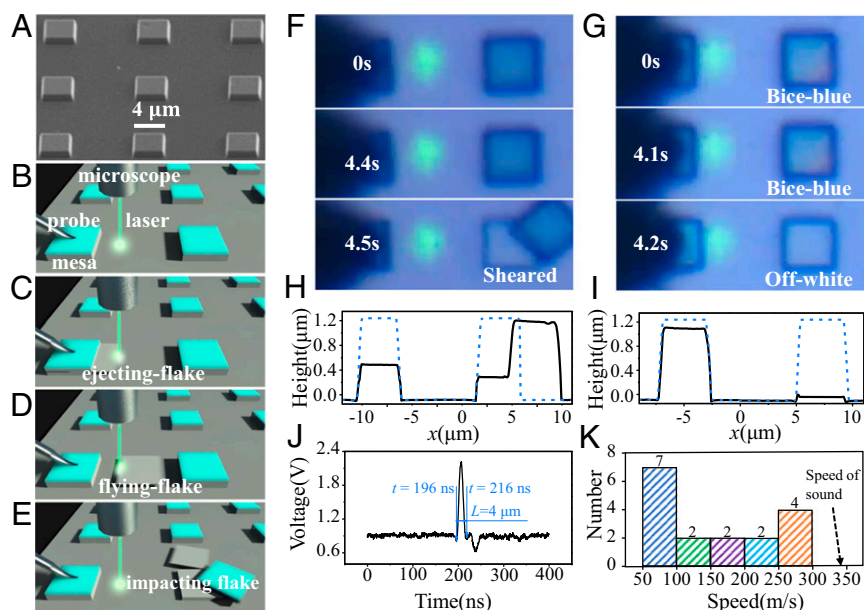 A
4 μm
B
microscope
probe
laser
mesa
C
ejecting-flake
D
flying-flake
E
impacting flake
F
0s
4.4s
4.5s
Sheared
G
0s
Bice-blue
4.1s
Bice-blue
4.2s
Off-white
H
Height(μm)
1.2
0.8
0.4
0.0
-10
-5
0
5
10
x(μm)
I
Height(μm)
1.2
0.8
0.4
0.0
-5
0
5
10
x(μm)
J
Voltage(V)
2.4
1.8
1.2
0.6
t = 196 ns
t = 216 ns
L=4 μm
0
100
200
300
400
Time(ns)
K
Number
8
6
4
2
0
7
2
2
2
4
Speed of
sound
50
100
150
200
250
300
350
Speed(m/s)